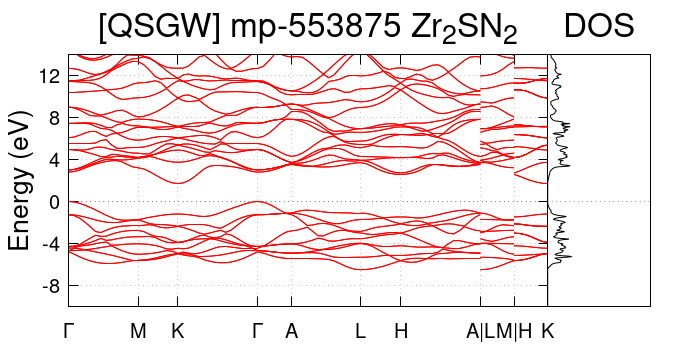 [QSGW] mp-553875 Zr₂SN₂ DOS
Energy (eV)
12
8
4
0
-4
-8
Γ M K Γ A L H A|LM|H K